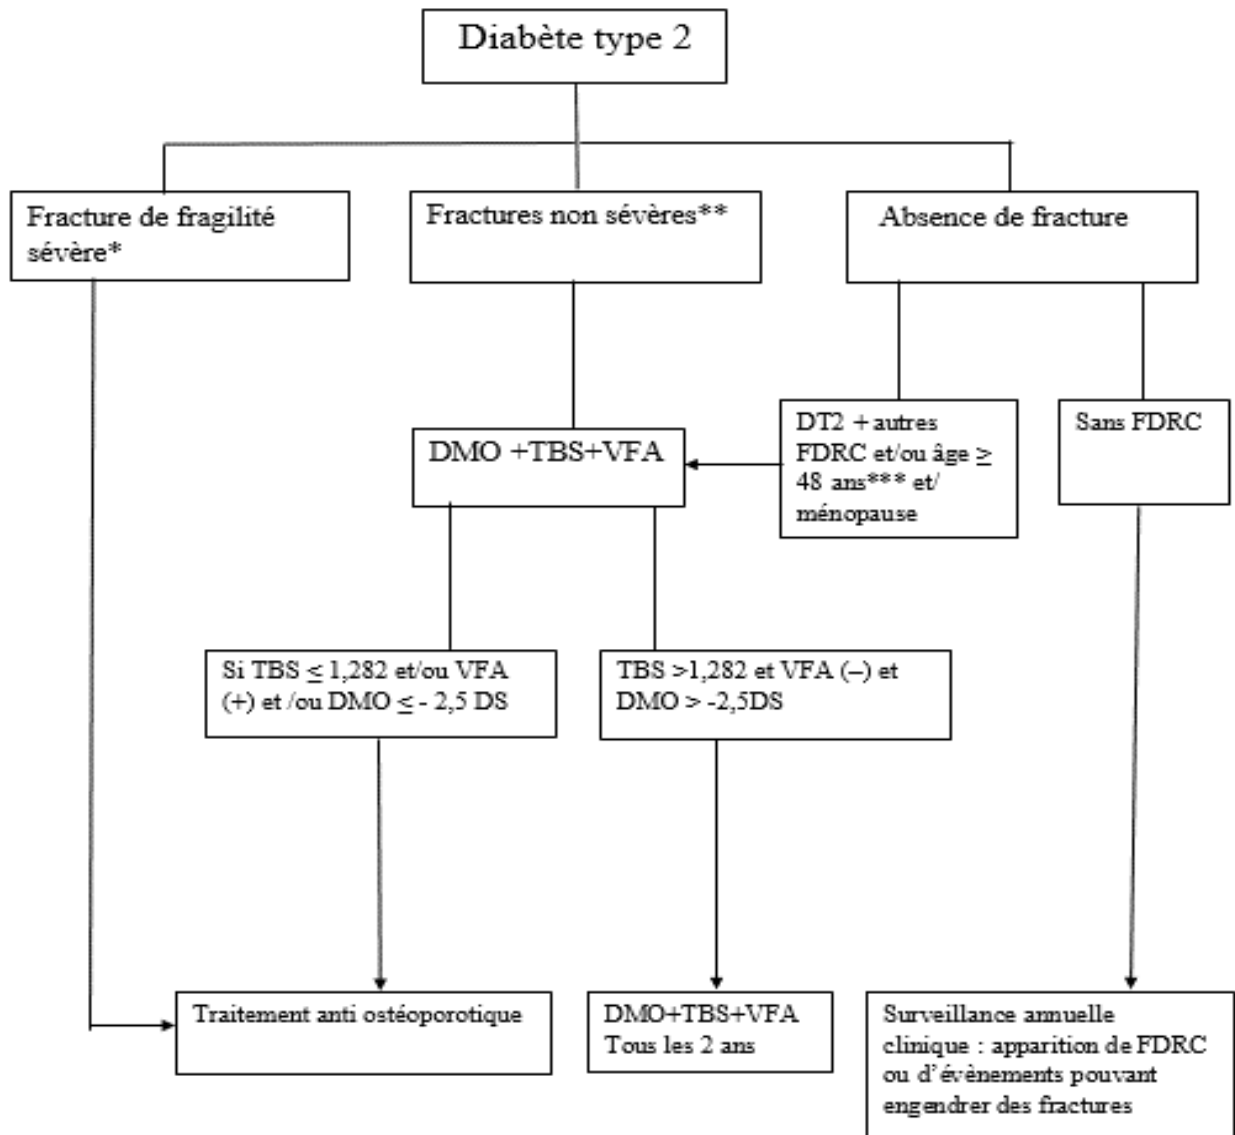 Diabète type 2
Fracture de fragilité
sévère*
Fractures non sévères**
Absence de fracture
DMO +TBS+VFA
DT2 + autres
FDRC et/ou âge ≥
48 ans*** et/
ménopause
Sans FDRC
Si TBS ≤ 1,282 et/ou VFA
(+) et /ou DMO ≤ - 2,5 DS
TBS >1,282 et VFA (–) et
DMO > -2,5DS
Traitement anti ostéoporotique
DMO+TBS+VFA
Tous les 2 ans
Surveillance annuelle
clinique : apparition de FDRC
ou d’évènements pouvant
engendrer des fractures